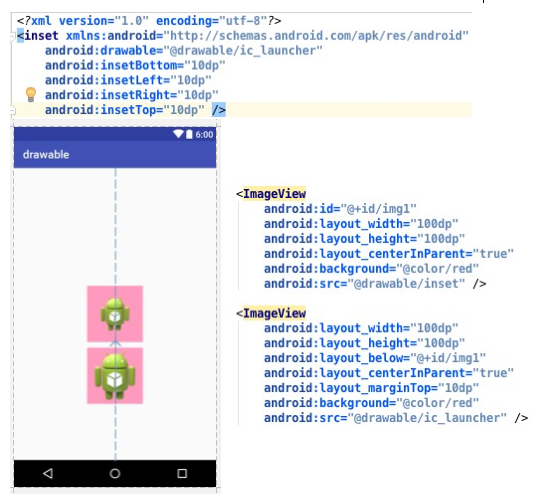 <?xml version="1.0" encoding="utf-8"?>
<inset xmlns:android="http://schemas.android.com/apk/res/android"
android:drawable="@drawable/ic_launcher"
android:insetBottom="10dp"
android:insetLeft="10dp"
android:insetRight="10dp"
android:insetTop="10dp" />
6:00
drawable
<ImageView
android:id="@+id/img1"
android:layout_width="100dp"
android:layout_height="100dp"
android:layout_centerInParent="true"
android:background="@color/red"
android:src="@drawable/inset" />
<ImageView
android:layout_width="100dp"
android:layout_height="100dp"
android:layout_below="@+id/img1"
android:layout_centerInParent="true"
android:layout_marginTop="10dp"
android:background="@color/red"
android:src="@drawable/ic_launcher" />